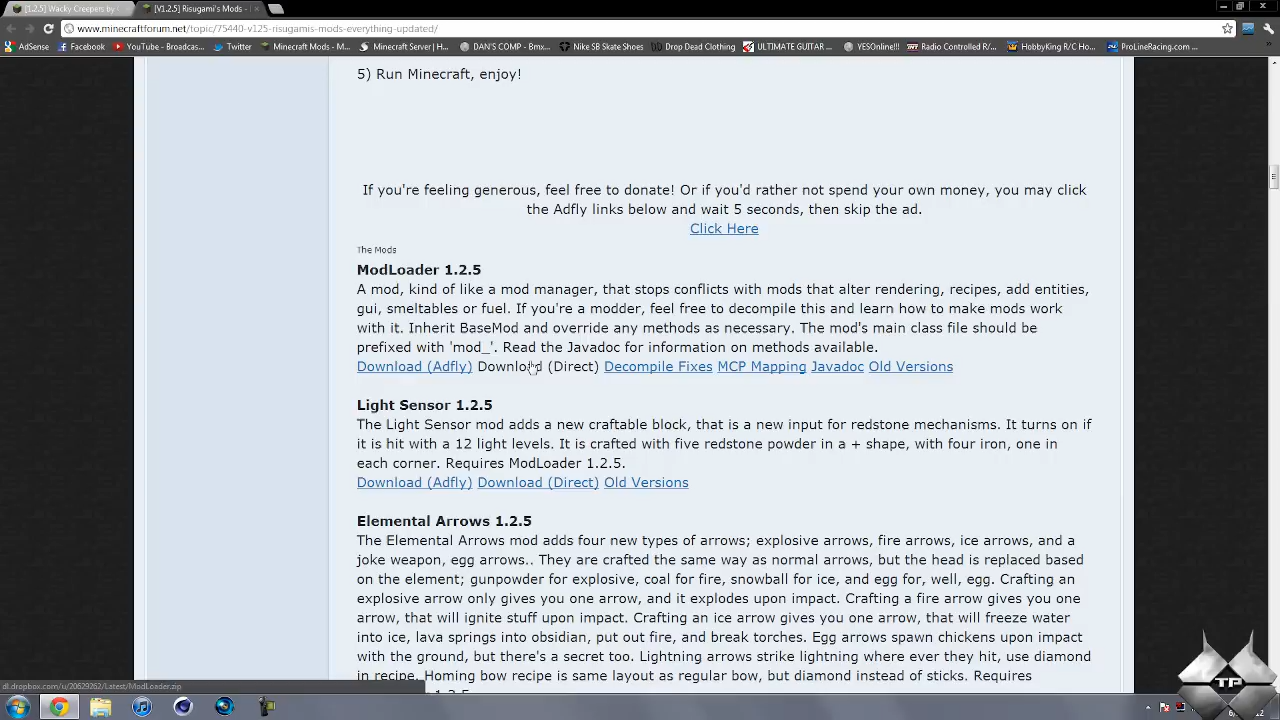 [1.2.5] Wacky Creepers by
[V1.2.5] Risugami's Mods -
www.minecraftforum.net/topic/75440-v125-risugamis-mods-everything-updated/
AdSense Facebook YouTube - Broadcas... Twitter Minecraft Mods - M... Minecraft Server | H... DAN'S COMP - Bmx... Nike SB Skate Shoes Drop Dead Clothing ULTIMATE GUITAR ... YESOnline!!! Radio Controlled R/... HobbyKing R/C Ho... ProLineRacing.com ...
5) Run Minecraft, enjoy!
If you're feeling generous, feel free to donate! Or if you'd rather not spend your own money, you may click
the Adfly links below and wait 5 seconds, then skip the ad.
Click Here
The Mods
ModLoader 1.2.5
A mod, kind of like a mod manager, that stops conflicts with mods that alter rendering, recipes, add entities,
gui, smeltables or fuel. If you're a modder, feel free to decompile this and learn how to make mods work
with it. Inherit BaseMod and override any methods as necessary. The mod's main class file should be
prefixed with 'mod_'. Read the Javadoc for information on methods available.
Download (Adfly) Download (Direct) Decompile Fixes MCP Mapping Javadoc Old Versions
Light Sensor 1.2.5
The Light Sensor mod adds a new craftable block, that is a new input for redstone mechanisms. It turns on if
it is hit with a 12 light levels. It is crafted with five redstone powder in a + shape, with four iron, one in
each corner. Requires ModLoader 1.2.5.
Download (Adfly) Download (Direct) Old Versions
Elemental Arrows 1.2.5
The Elemental Arrows mod adds four new types of arrows; explosive arrows, fire arrows, ice arrows, and a
joke weapon, egg arrows.. They are crafted the same way as normal arrows, but the head is replaced based
on the element; gunpowder for explosive, coal for fire, snowball for ice, and egg for, well, egg. Crafting an
explosive arrow only gives you one arrow, and it explodes upon impact. Crafting a fire arrow gives you one
arrow, that will ignite stuff upon impact. Crafting an ice arrow gives you one arrow, that will freeze water
into ice, lava springs into obsidian, put out fire, and break torches. Egg arrows spawn chickens upon impact
with the ground, but there's a secret too. Lightning arrows strike lightning where ever they hit, use diamond
in recipe. Homing bow recipe is same layout as regular bow, but diamond instead of sticks. Requires
dl.dropbox.com/u/20629262/Latest/ModLoader.zip
TP